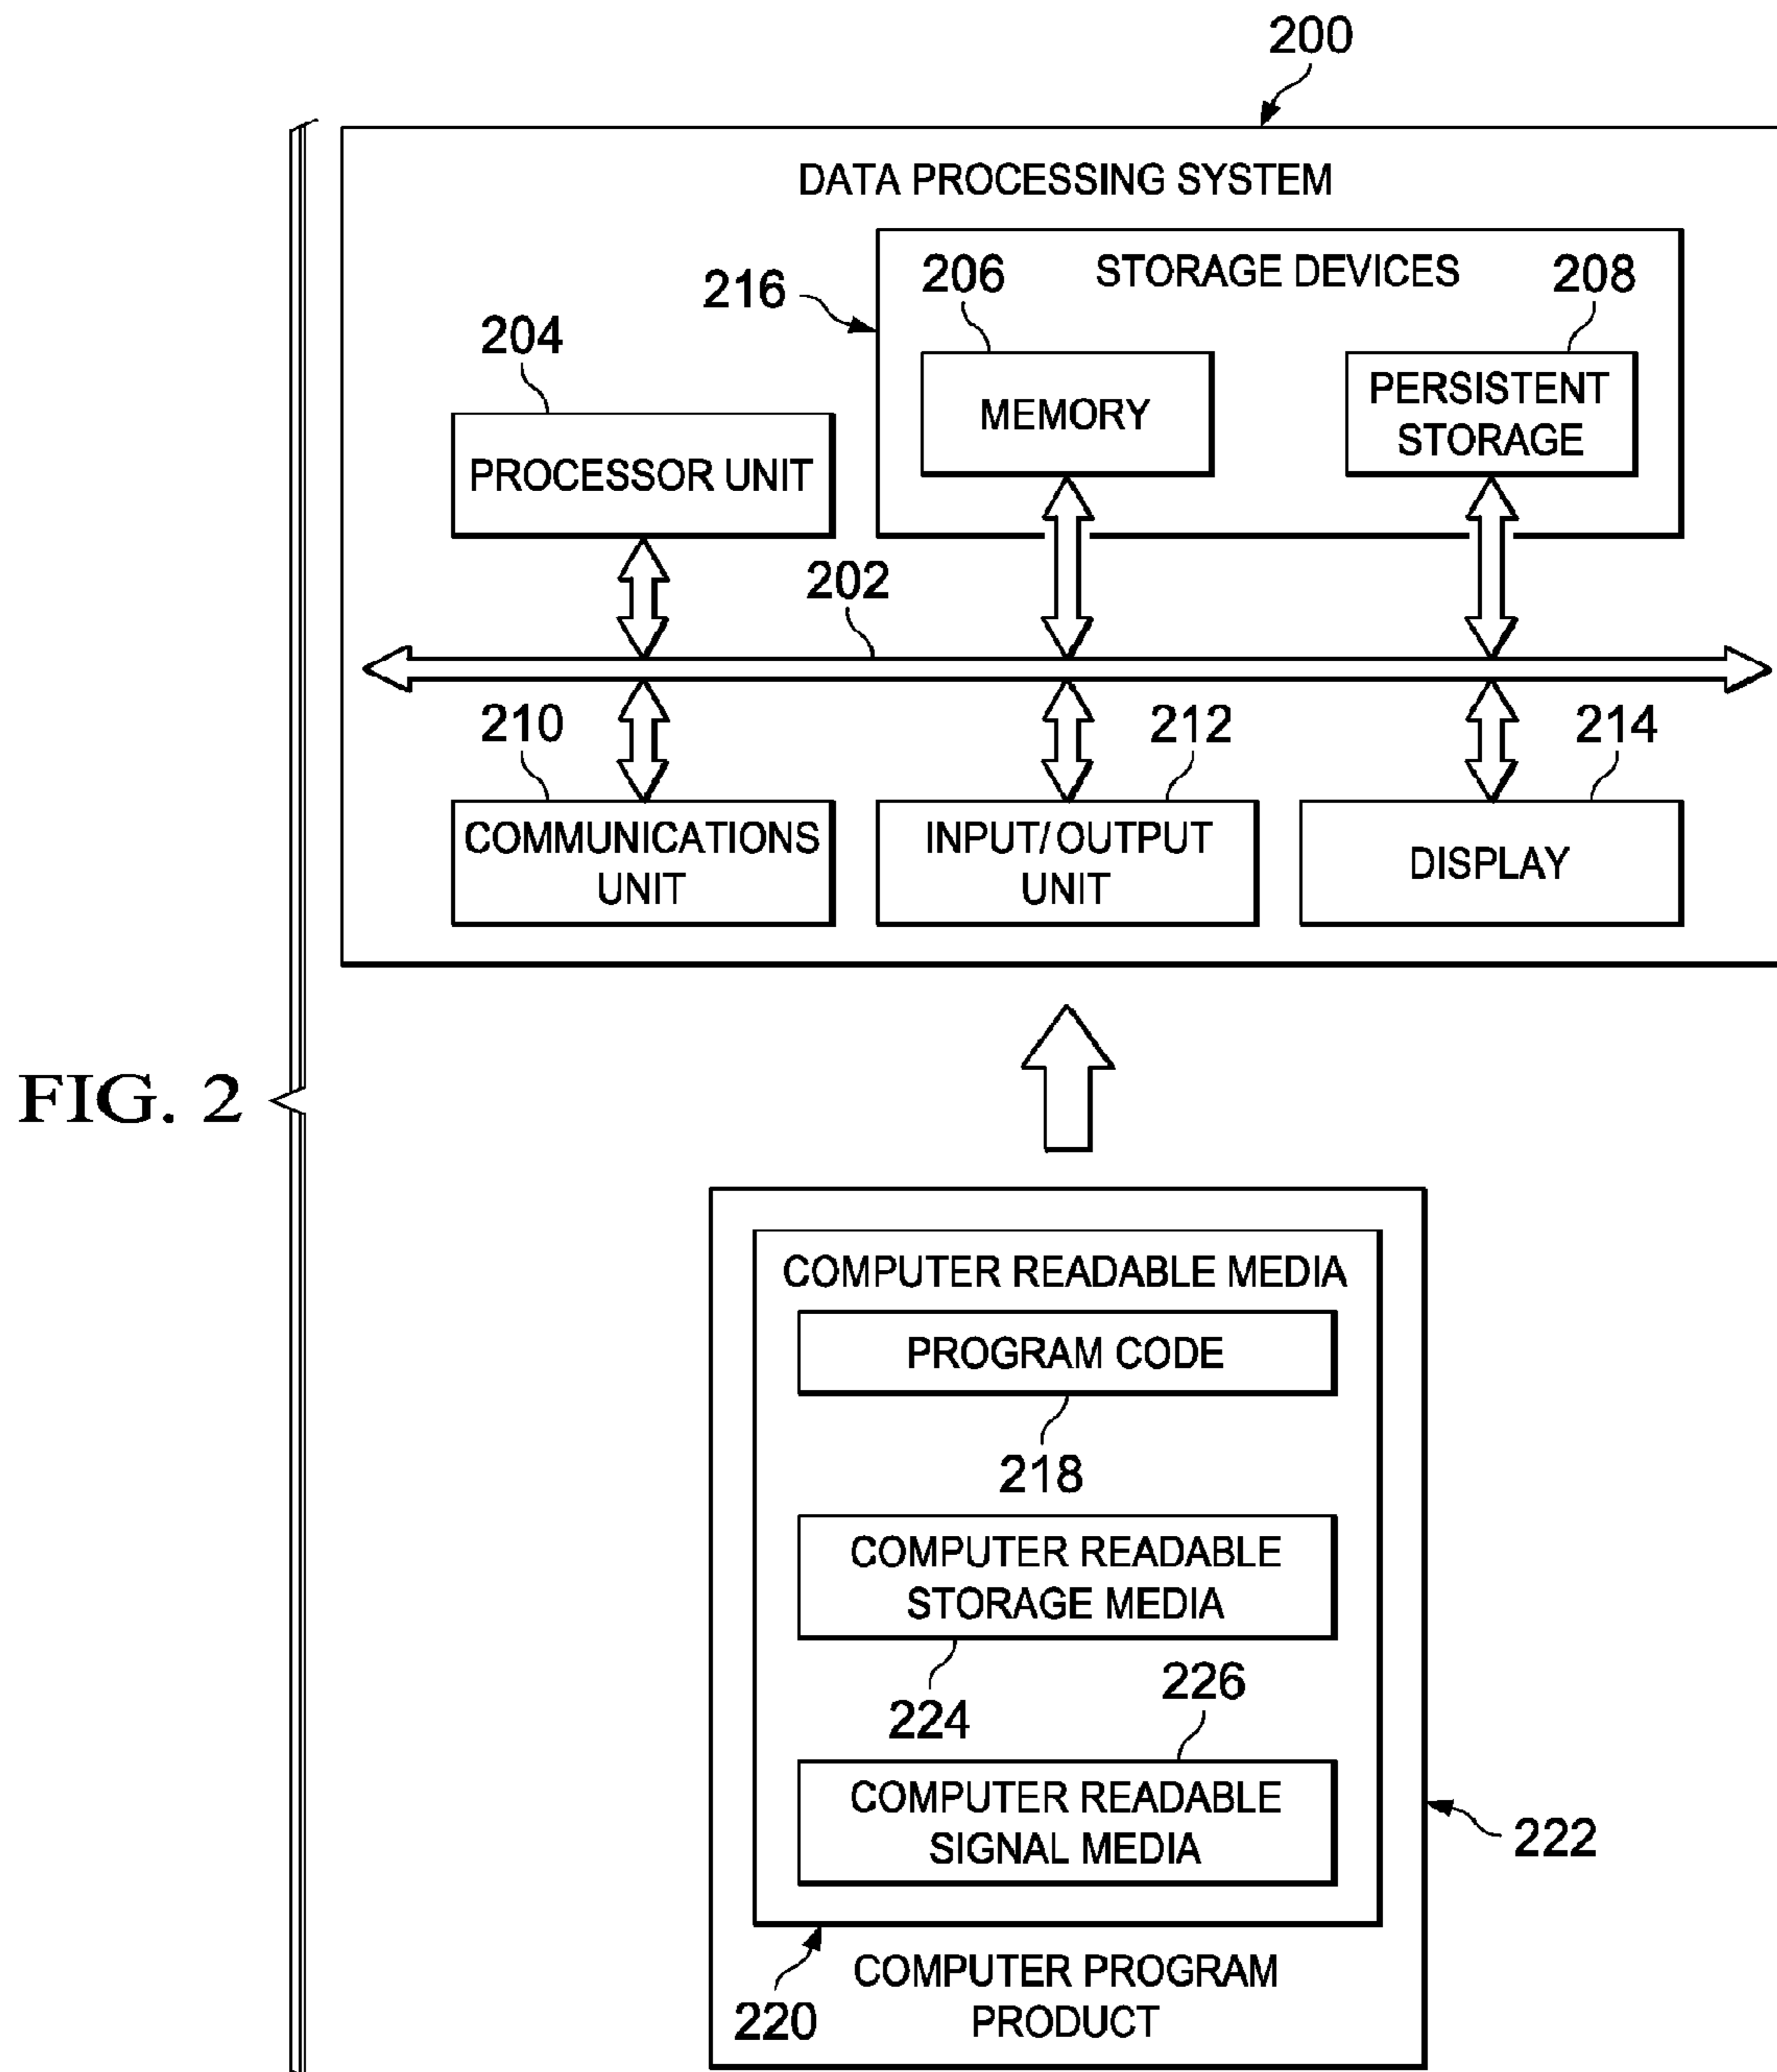 200
DATA PROCESSING SYSTEM
216
206
STORAGE DEVICES
208
204
MEMORY
PERSISTENT
STORAGE
PROCESSOR UNIT
202
210
212
214
COMMUNICATIONS
UNIT
INPUT/OUTPUT
UNIT
DISPLAY
FIG. 2
COMPUTER READABLE MEDIA
PROGRAM CODE
218
COMPUTER READABLE
STORAGE MEDIA
224
226
COMPUTER READABLE
SIGNAL MEDIA
222
220
COMPUTER PROGRAM
PRODUCT